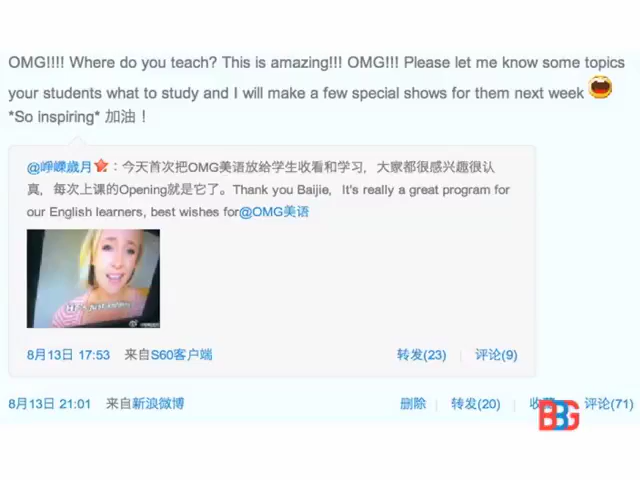 OMG!!!! Where do you teach? This is amazing!!! OMG!!! Please let me know some topics
your students what to study and I will make a few special shows for them next week
*So inspiring* 加油！
@崢嶸歲月：今天首次把OMG美语放给学生收看和学习，大家都很感兴趣很认
真，每次上课的Opening就是它了。Thank you Baijie，It's really a great program for
our English learners, best wishes for@OMG美语
8月13日 17:53 来自S60客户端 转发(23) 评论(9)
8月13日 21:01 来自新浪微博 删除 转发(20) 收 评论(71)
BBG